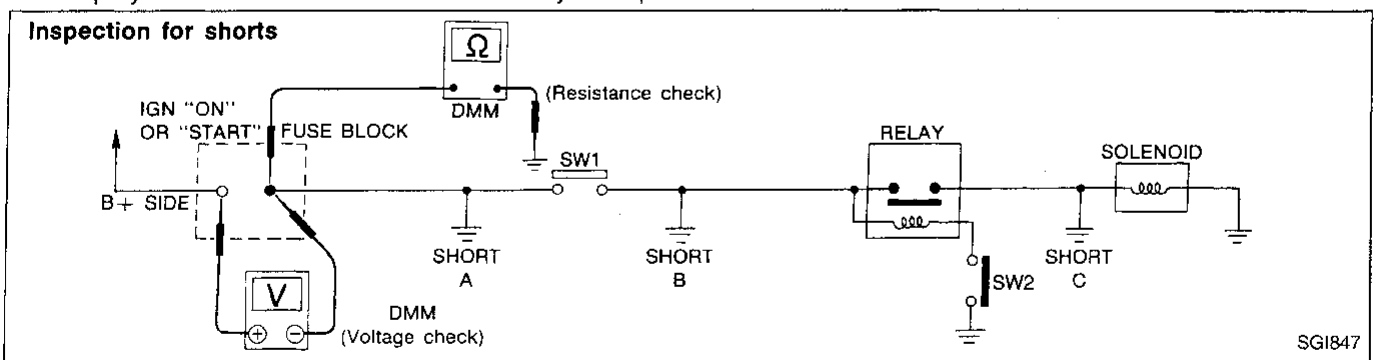 Inspection for shorts
Ω
DMM
(Resistance check)
IGN "ON"
OR "START"
FUSE BLOCK
B+ SIDE
SW1
RELAY
SOLENOID
SHORT
A
SHORT
B
SHORT
C
SW2
V
+ −
DMM
(Voltage check)
SGI847